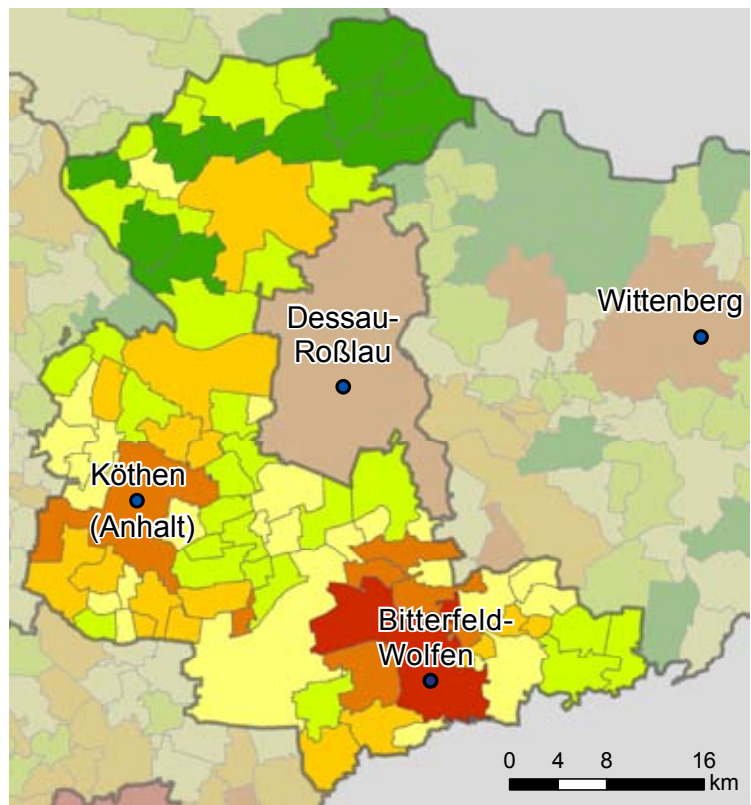 Wittenberg
Dessau-
Roßlau
Köthen
(Anhalt)
Bitterfeld-
Wolfen
0 4 8 16
km